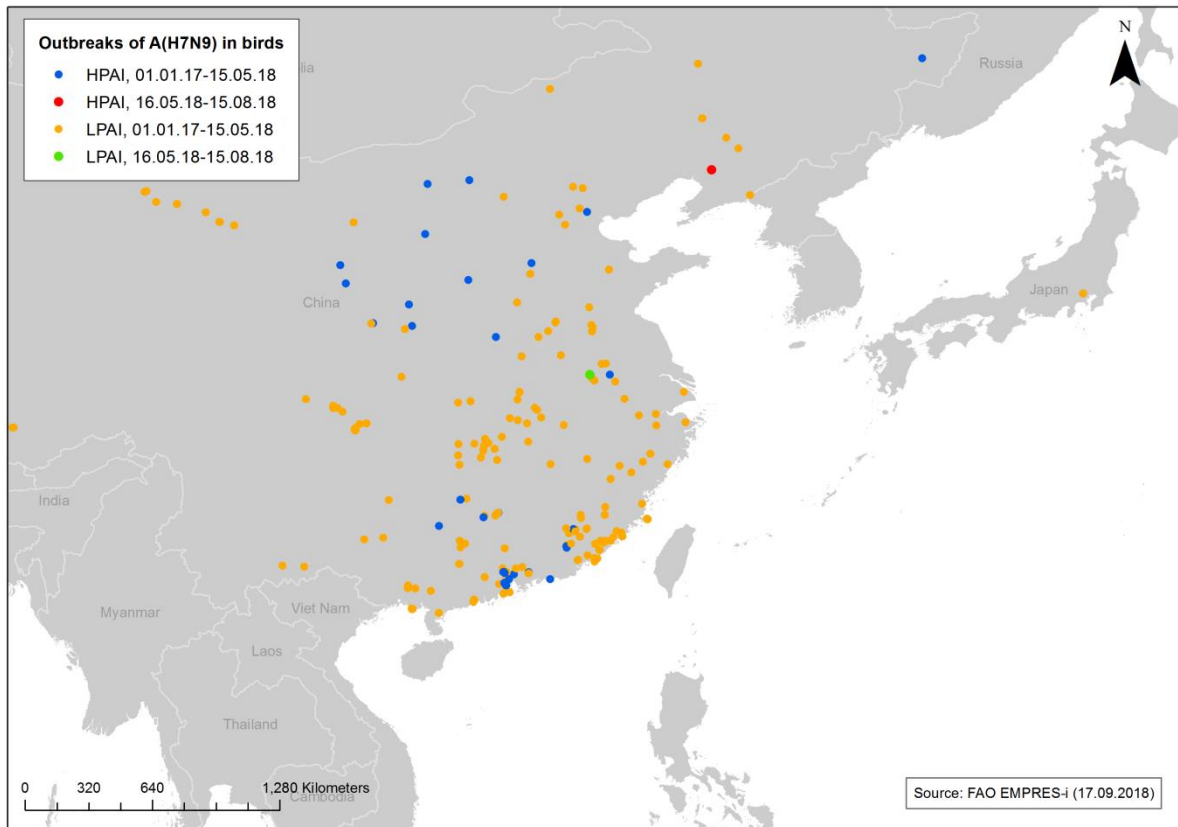 Outbreaks of A(H7N9) in birds
HPAI, 01.01.17-15.05.18
HPAI, 16.05.18-15.08.18
LPAI, 01.01.17-15.05.18
LPAI, 16.05.18-15.08.18
lia
Russia
N
China
Japan
India
Myanmar
Viet Nam
Laos
Thailand
Cambodia
0 320 640 1,280 Kilometers
Source: FAO EMPRES-i (17.09.2018)